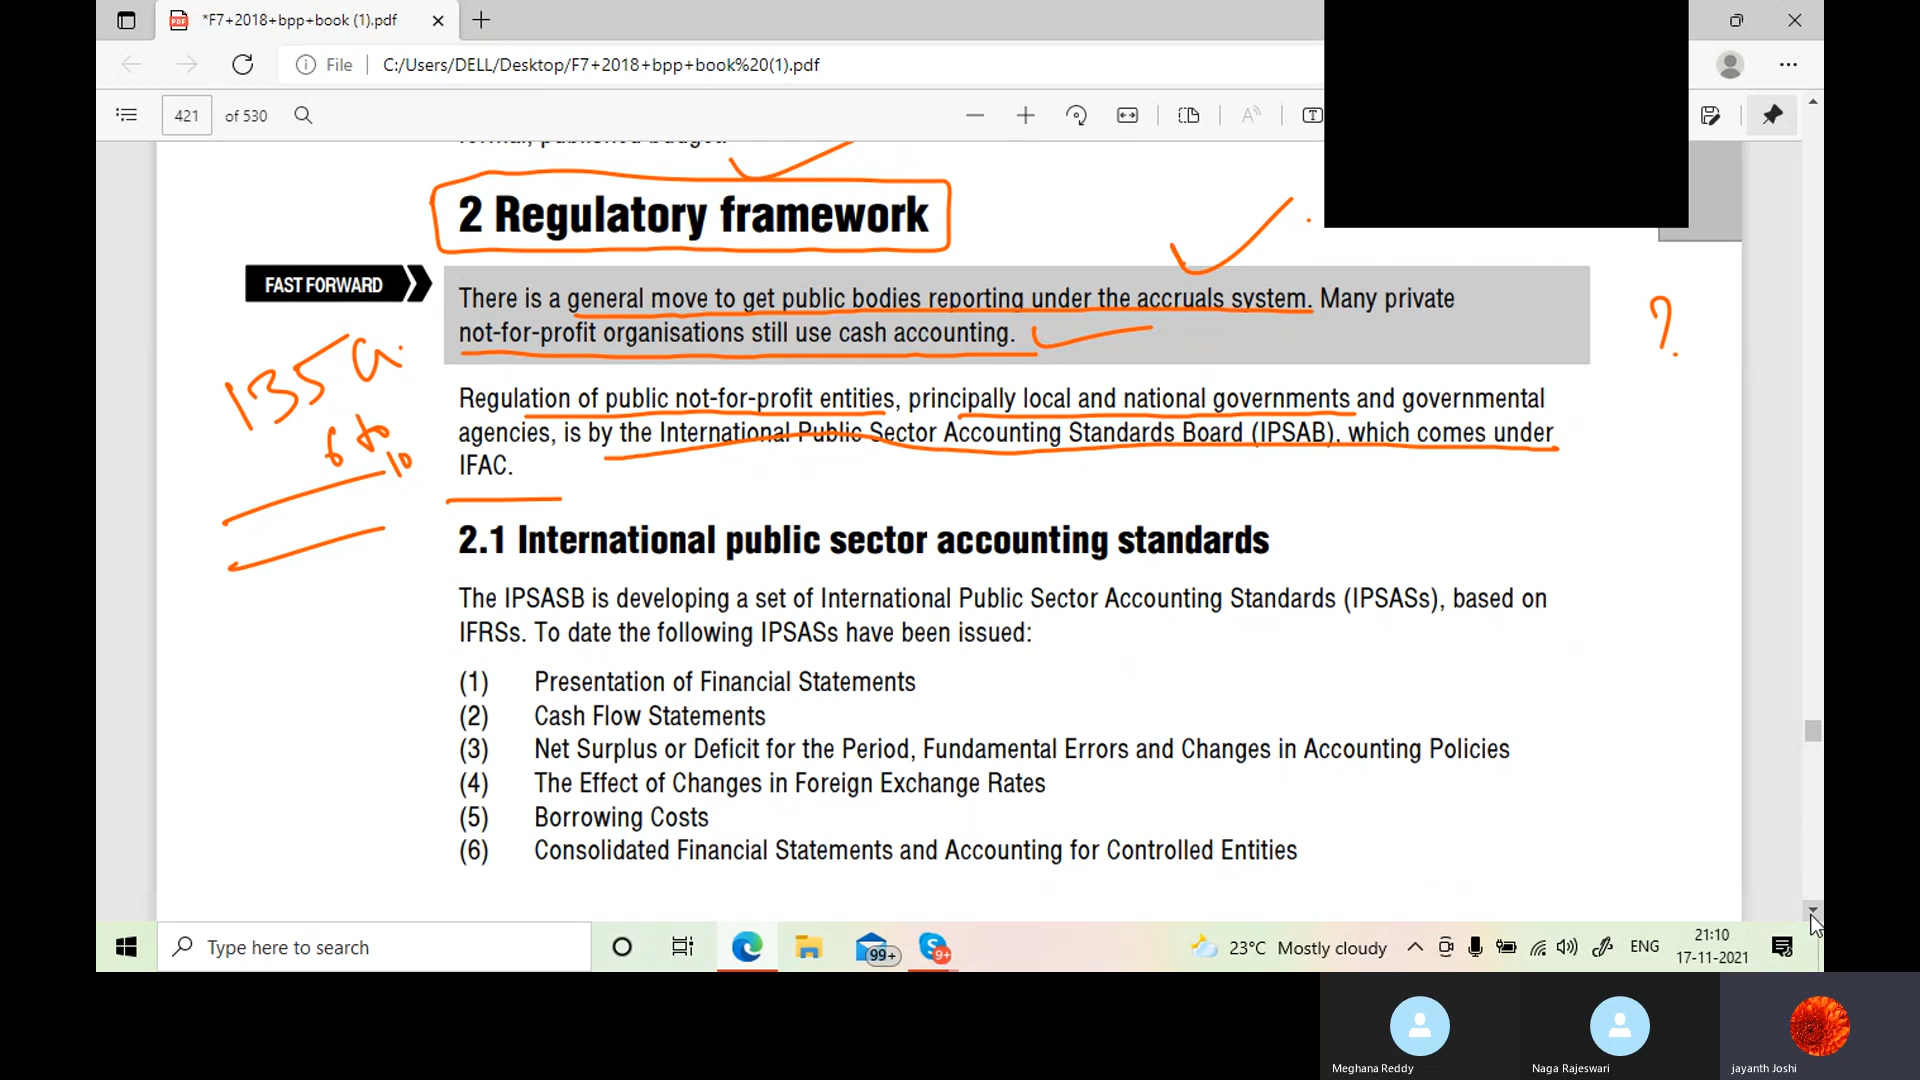 *F7+2018+bpp+book (1).pdf
File
C:/Users/DELL/Desktop/F7+2018+bpp+book%20(1).pdf
421 of 530
2 Regulatory framework
FAST FORWARD
There is a general move to get public bodies reporting under the accruals system. Many private
not-for-profit organisations still use cash accounting.
?
135 a.
6 to
10
Regulation of public not-for-profit entities, principally local and national governments and governmental
agencies, is by the International Public Sector Accounting Standards Board (IPSAB), which comes under
IFAC.
2.1 International public sector accounting standards
The IPSASB is developing a set of International Public Sector Accounting Standards (IPSASs), based on
IFRSs. To date the following IPSASs have been issued:
(1) Presentation of Financial Statements
(2) Cash Flow Statements
(3) Net Surplus or Deficit for the Period, Fundamental Errors and Changes in Accounting Policies
(4) The Effect of Changes in Foreign Exchange Rates
(5) Borrowing Costs
(6) Consolidated Financial Statements and Accounting for Controlled Entities
Type here to search
99+
9+
23°C Mostly cloudy
ENG
21:10
17-11-2021
Meghana Reddy
Naga Rajeswari
jayanth Joshi